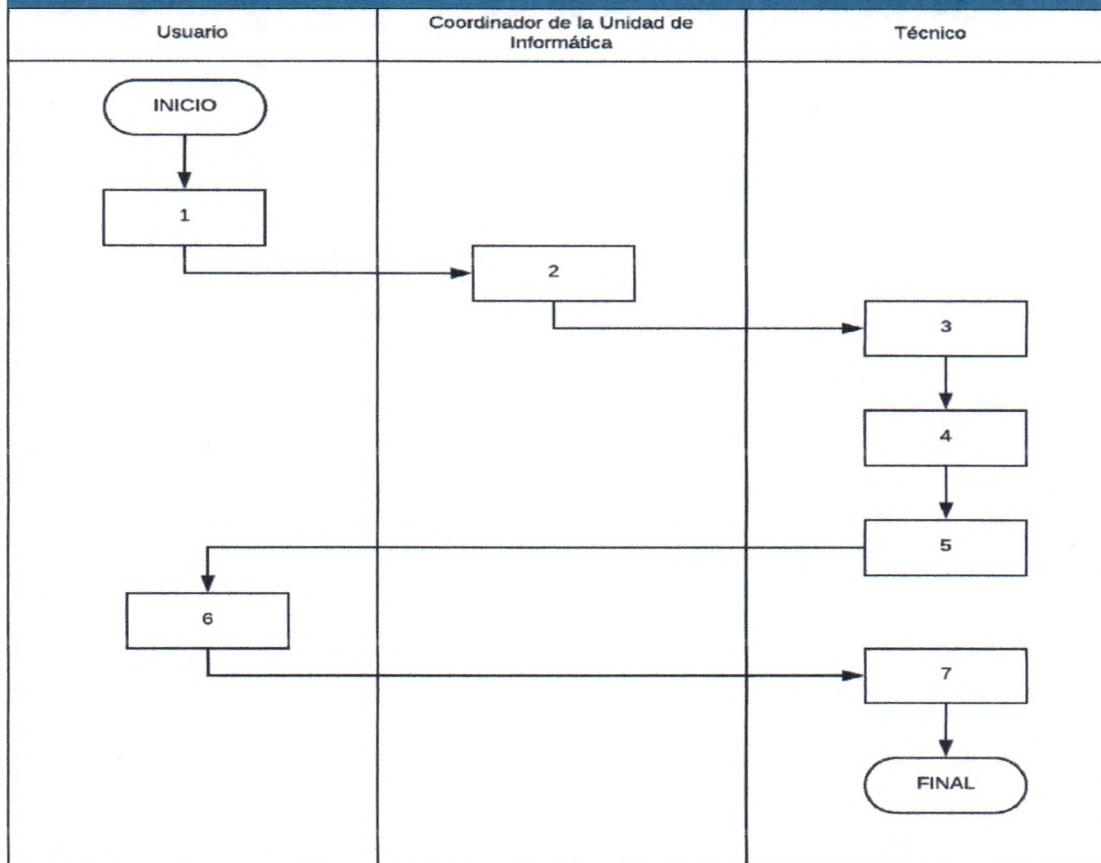 Usuario
Coordinador de la Unidad de
Informática
Técnico
INICIO
1
2
3
4
5
6
7
FINAL